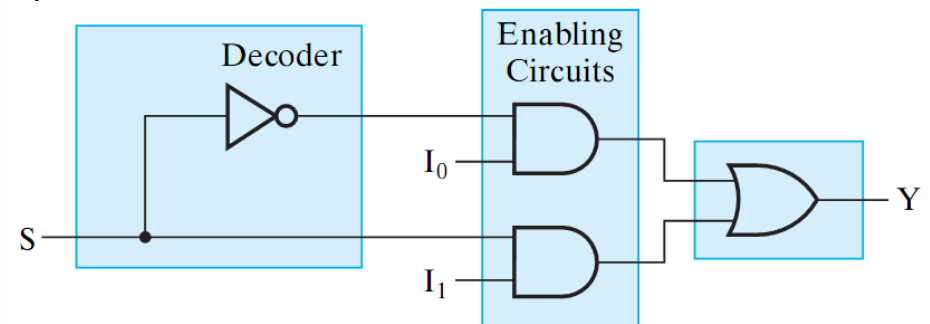 Decoder
Enabling
Circuits
I₀
S
I₁
Y